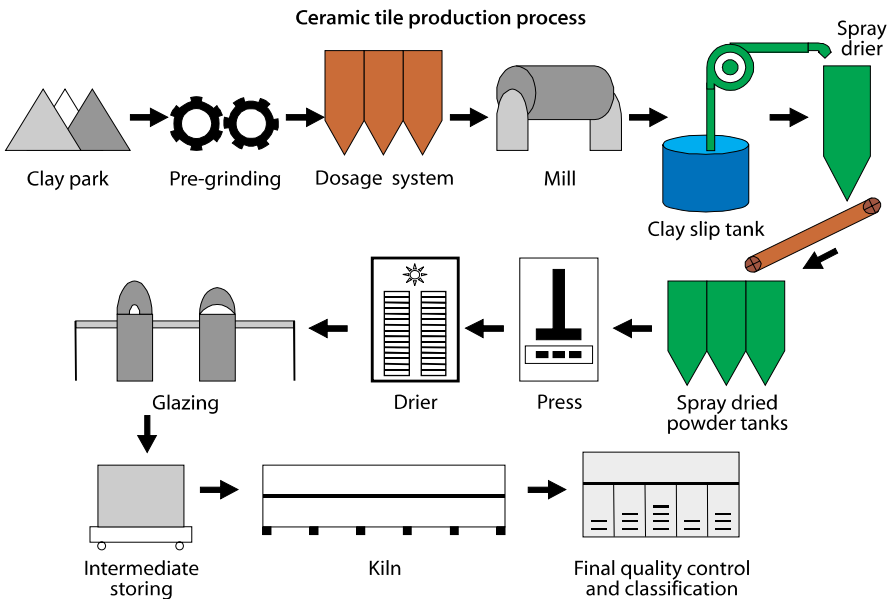 Ceramic tile production process
Spray
drier
Clay park
Pre-grinding
Dosage system
Mill
Clay slip tank
Glazing
Drier
Press
Spray dried
powder tanks
Intermediate
storing
Kiln
Final quality control
and classification